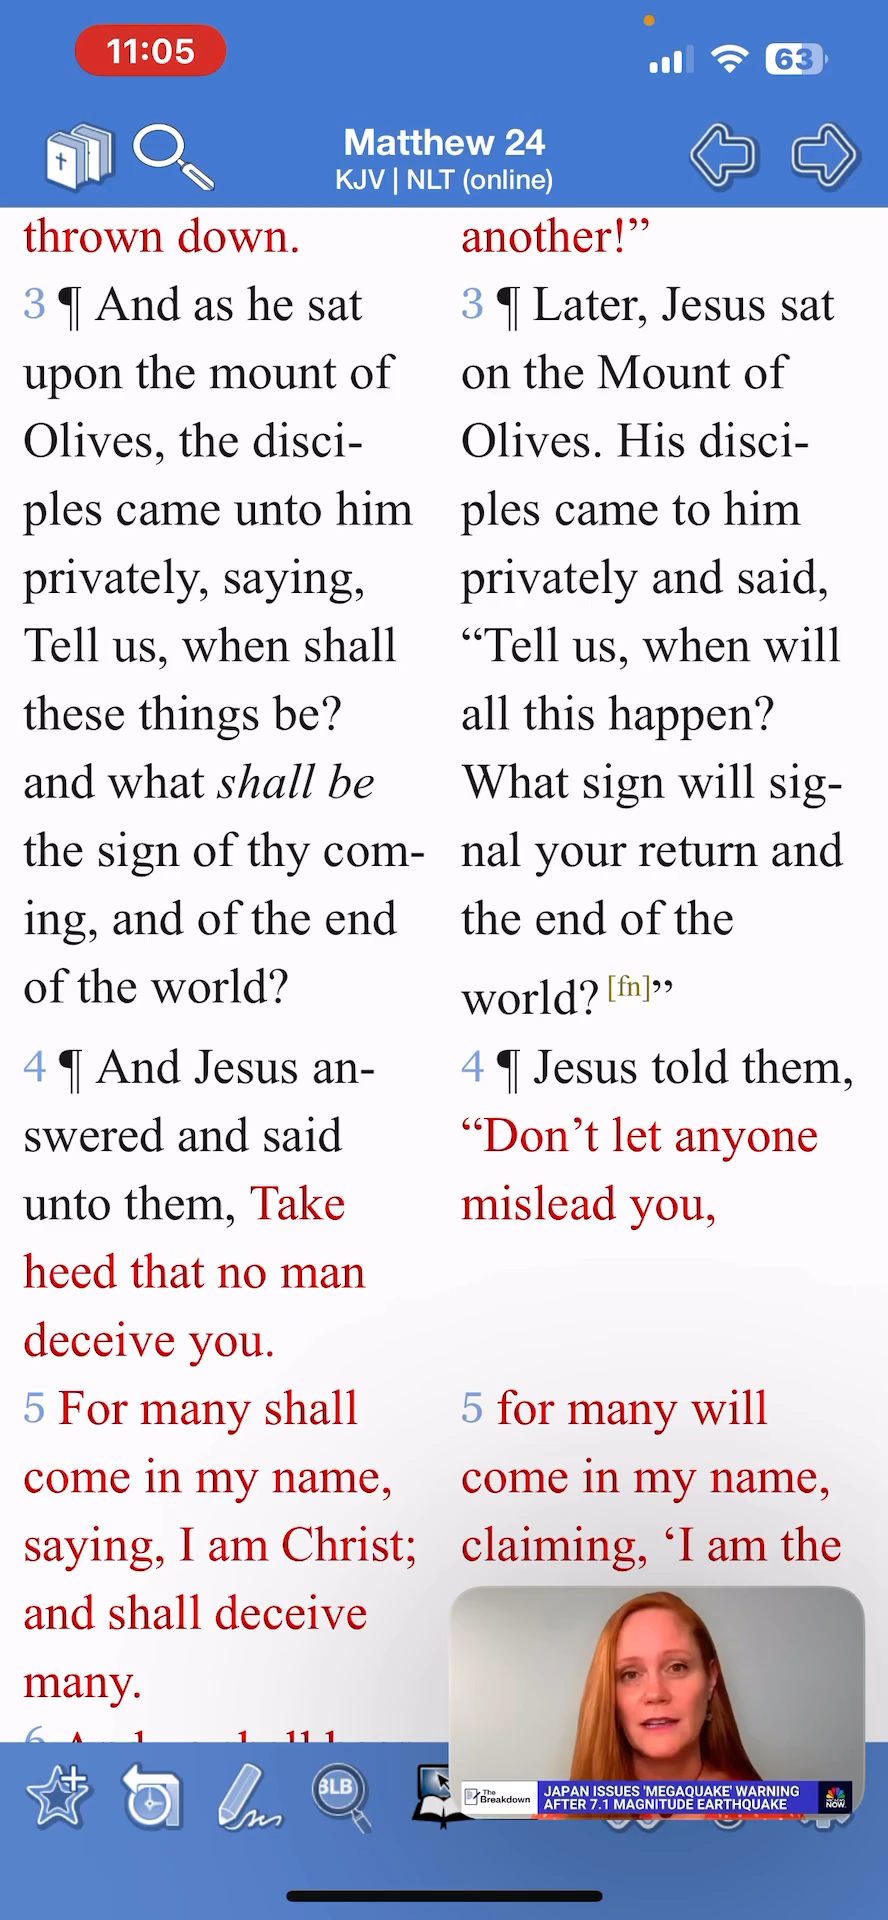 11:05
63
Matthew 24
KJV | NLT (online)
thrown down.
3 ¶ And as he sat
upon the mount of
Olives, the disci-
ples came unto him
privately, saying,
Tell us, when shall
these things be?
and what shall be
the sign of thy com-
ing, and of the end
of the world?
4 ¶ And Jesus an-
swered and said
unto them, Take
heed that no man
deceive you.
5 For many shall
come in my name,
saying, I am Christ;
and shall deceive
many.
another!”
3 ¶ Later, Jesus sat
on the Mount of
Olives. His disci-
ples came to him
privately and said,
“Tell us, when will
all this happen?
What sign will sig-
nal your return and
the end of the
world? [fn]”
4 ¶ Jesus told them,
“Don’t let anyone
mislead you,
5 for many will
come in my name,
claiming, ‘I am the
The
Breakdown
JAPAN ISSUES 'MEGAQUAKE' WARNING
AFTER 7.1 MAGNITUDE EARTHQUAKE
NOW
BLB